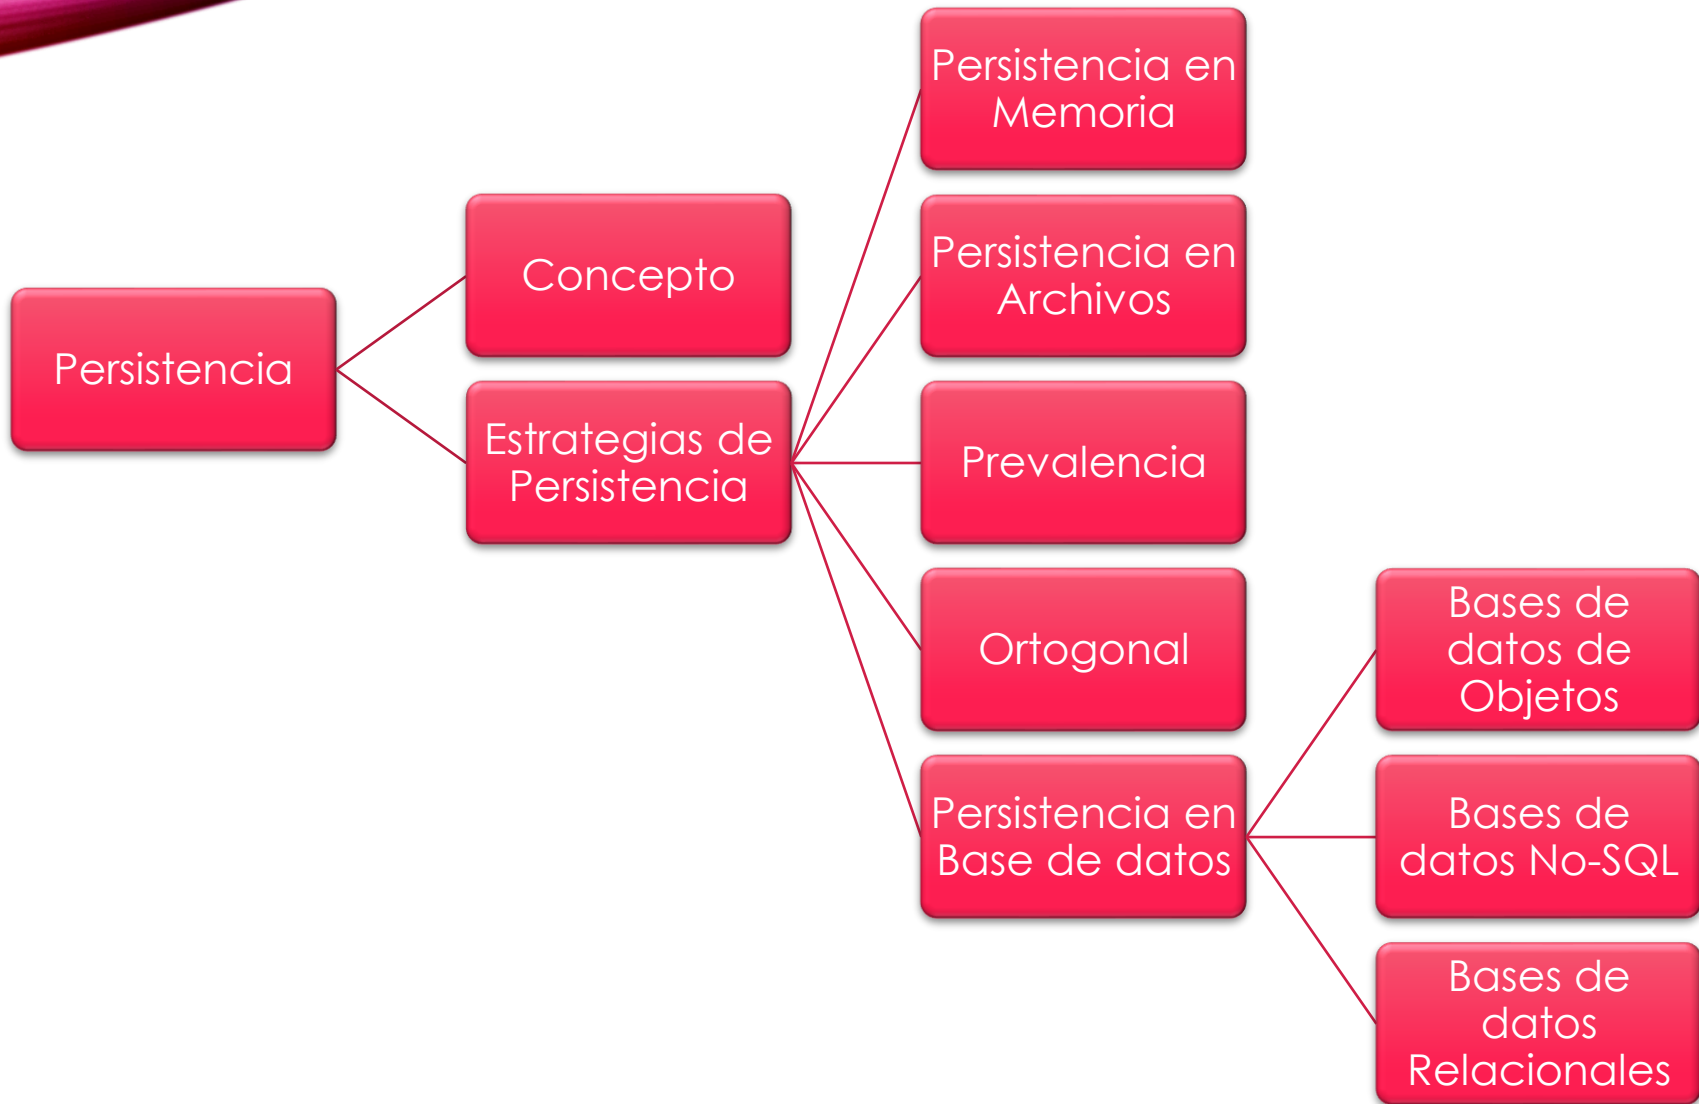 Persistencia
Concepto
Estrategias de
Persistencia
Persistencia en
Memoria
Persistencia en
Archivos
Prevalencia
Ortogonal
Persistencia en
Base de datos
Bases de
datos de
Objetos
Bases de
datos No-SQL
Bases de
datos
Relacionales